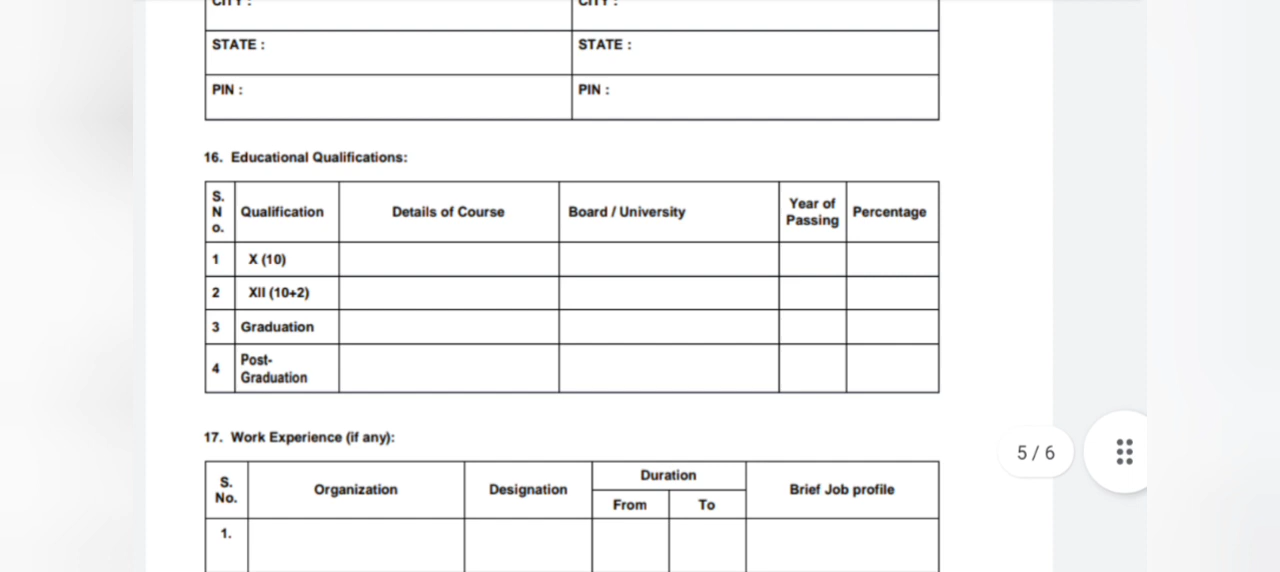 CITY : CITY :
STATE : STATE :
PIN : PIN :
16. Educational Qualifications:
S. N o. Qualification Details of Course Board / University Year of Passing Percentage
1 X (10)
2 XII (10+2)
3 Graduation
4 Post- Graduation
17. Work Experience (if any):
S. No. Organization Designation Duration Brief Job profile
From To
1.
5 / 6